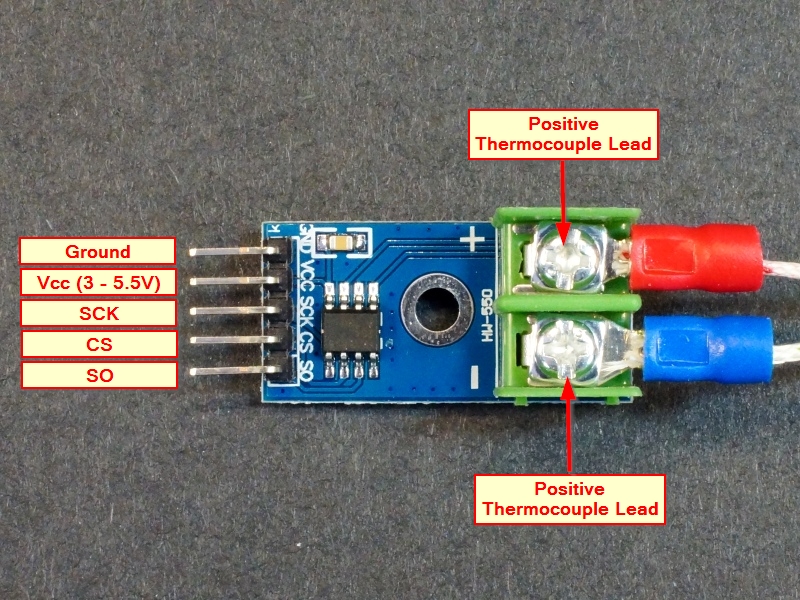 Positive
Thermocouple Lead
Ground
Vcc (3 - 5.5V)
SCK
CS
SO
k
GND VCC SCK CS SO
+
HW-550
-
Positive
Thermocouple Lead